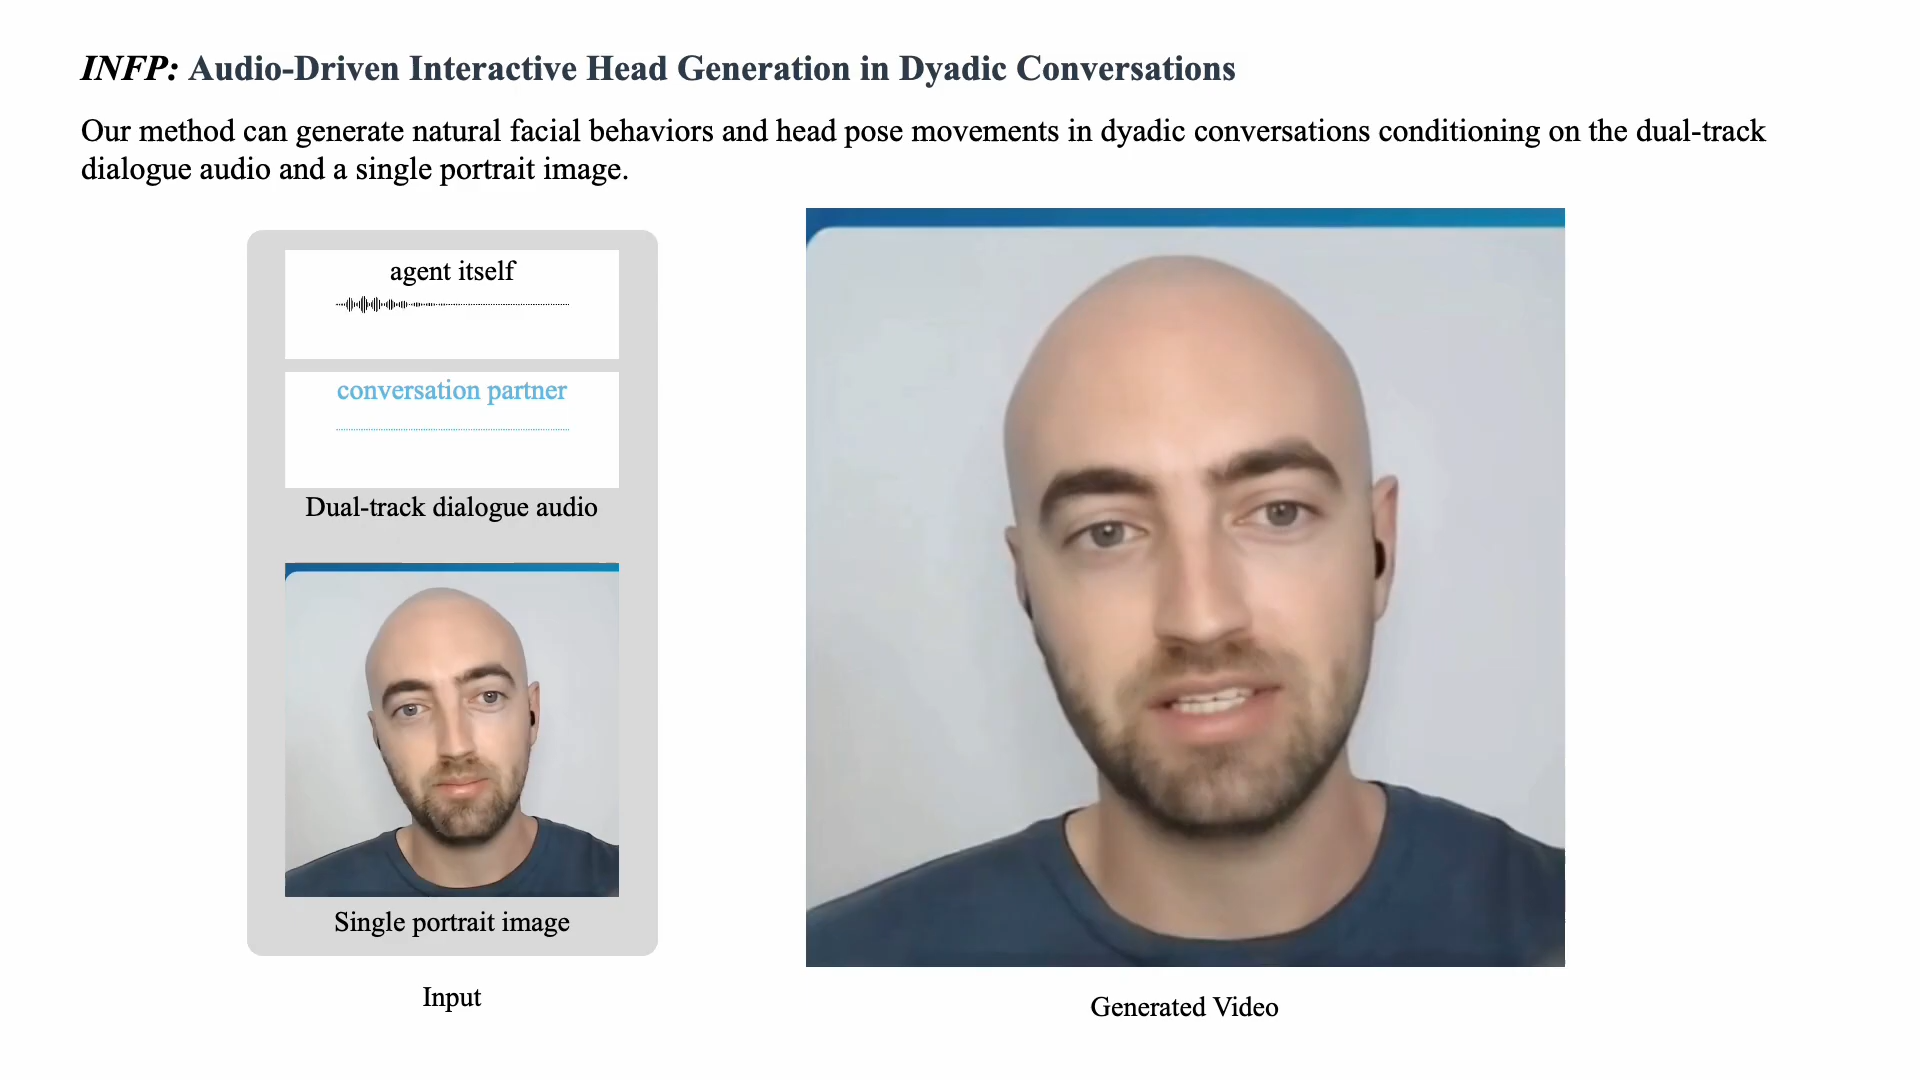 INFP: Audio-Driven Interactive Head Generation in Dyadic Conversations
Our method can generate natural facial behaviors and head pose movements in dyadic conversations conditioning on the dual-track
dialogue audio and a single portrait image.
agent itself
conversation partner
Dual-track dialogue audio
Single portrait image
Input
Generated Video